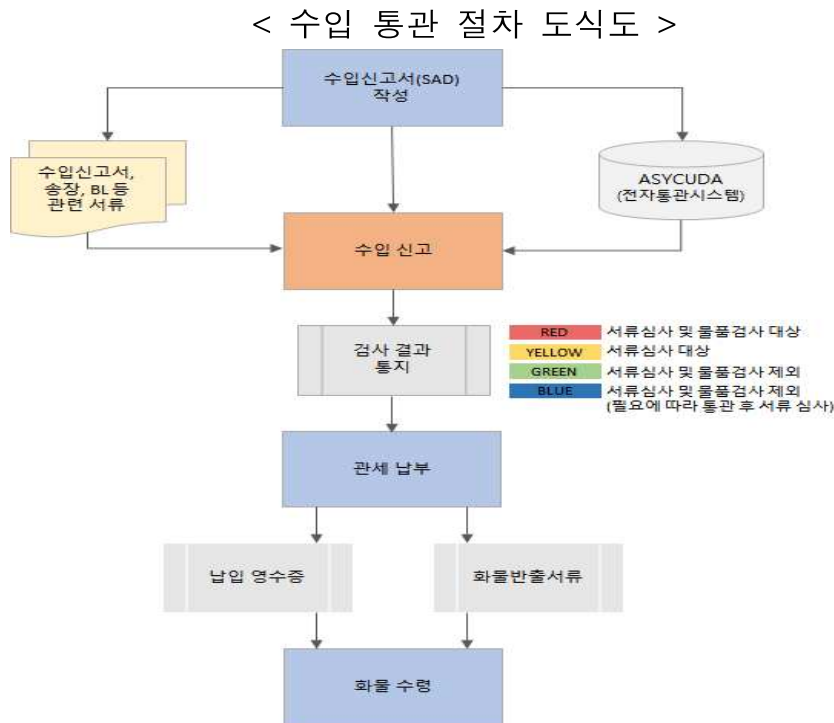 < 수입 통관 절차 도식도 >
수입신고서(SAD)
작성
수입신고서,
송장, BL 등
관련 서류
ASYCUDA
(전자통관시스템)
수입 신고
검사 결과
통지
RED 서류심사 및 물품검사 대상
YELLOW 서류심사 대상
GREEN 서류심사 및 물품검사 제외
BLUE 서류심사 및 물품검사 제외
(필요에 따라 통관 후 서류 심사)
관세 납부
납입 영수증
화물반출서류
화물 수령